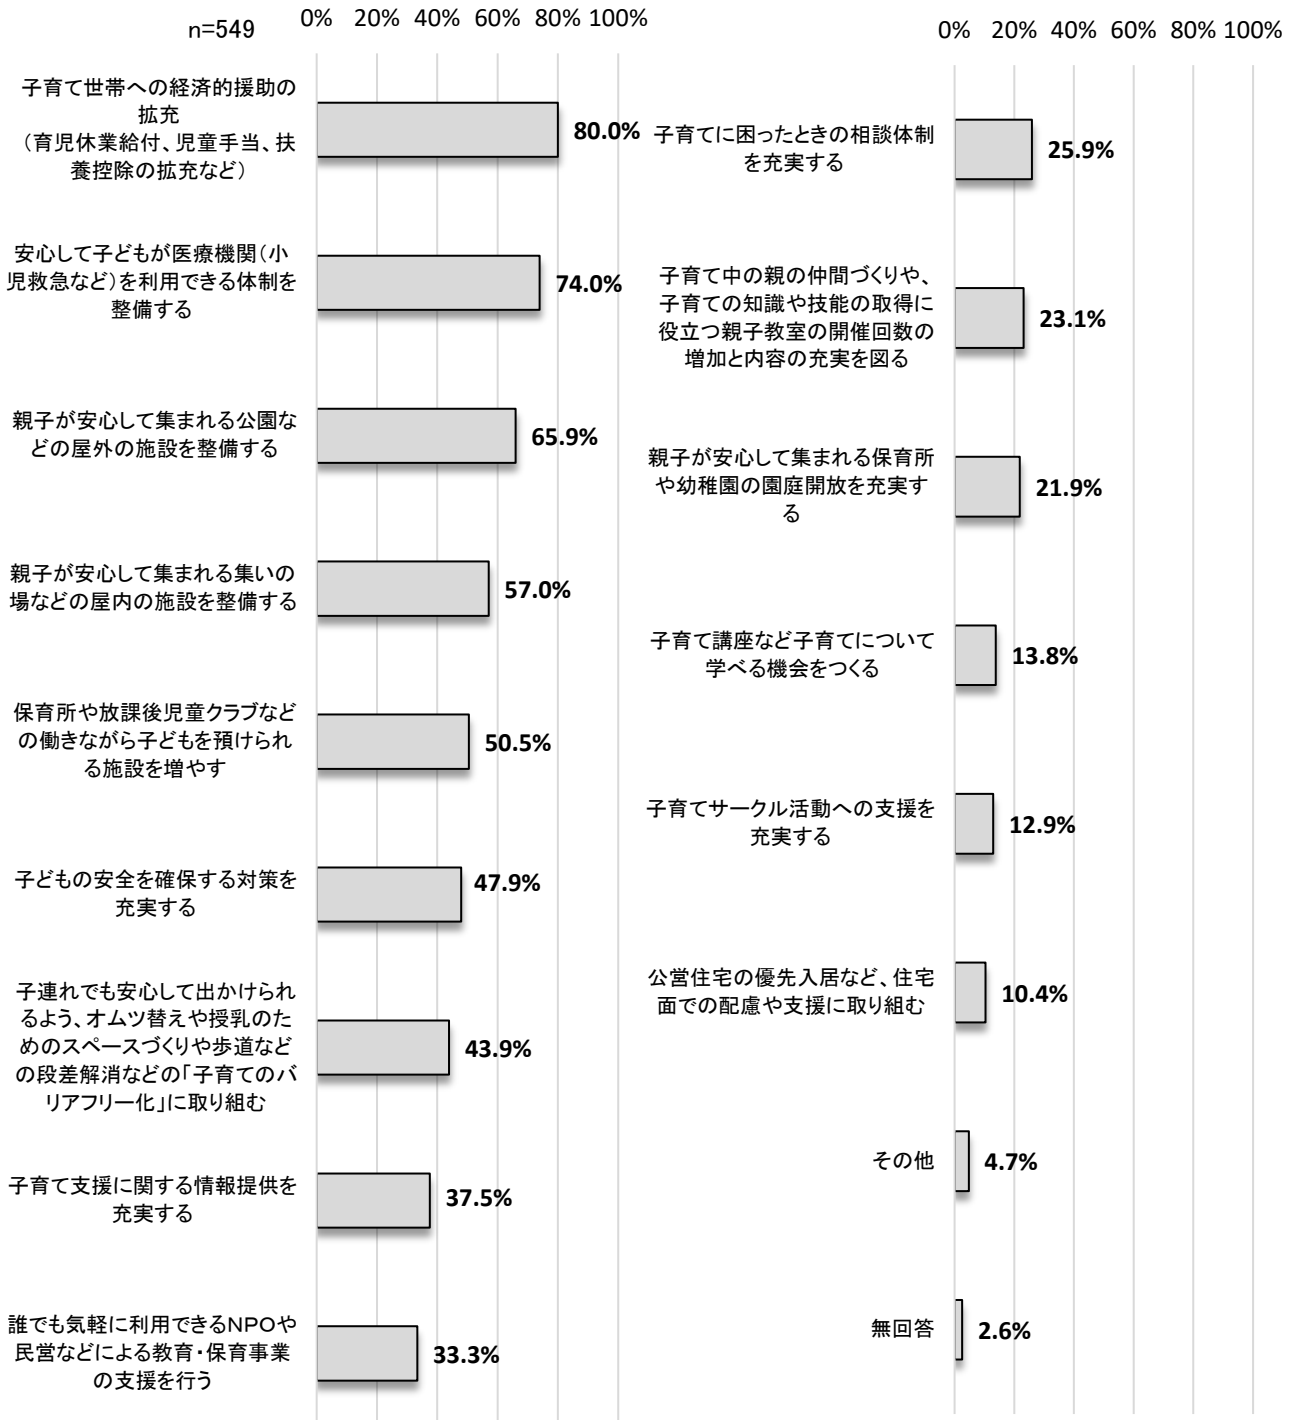 n=549
0% 20% 40% 60% 80% 100%
子育て世帯への経済的援助の
拡充
（育児休業給付、児童手当、扶
養控除の拡充など）
80.0%
安心して子どもが医療機関（小
児救急など）を利用できる体制を
整備する
74.0%
親子が安心して集まれる公園な
どの屋外の施設を整備する
65.9%
親子が安心して集まれる集いの
場などの屋内の施設を整備する
57.0%
保育所や放課後児童クラブなど
の働きながら子どもを預けられ
る施設を増やす
50.5%
子どもの安全を確保する対策を
充実する
47.9%
子連れでも安心して出かけられ
るよう、オムツ替えや授乳のた
めのスペースづくりや歩道など
の段差解消などの「子育てのバ
リアフリー化」に取り組む
43.9%
子育て支援に関する情報提供を
充実する
37.5%
誰でも気軽に利用できるNPOや
民営などによる教育・保育事業
の支援を行う
33.3%
0% 20% 40% 60% 80% 100%
子育てに困ったときの相談体制
を充実する
25.9%
子育て中の親の仲間づくりや、
子育ての知識や技能の取得に
役立つ親子教室の開催回数の
増加と内容の充実を図る
23.1%
親子が安心して集まれる保育所
や幼稚園の園庭開放を充実す
る
21.9%
子育て講座など子育てについて
学べる機会をつくる
13.8%
子育てサークル活動への支援を
充実する
12.9%
公営住宅の優先入居など、住宅
面での配慮や支援に取り組む
10.4%
その他
4.7%
無回答
2.6%